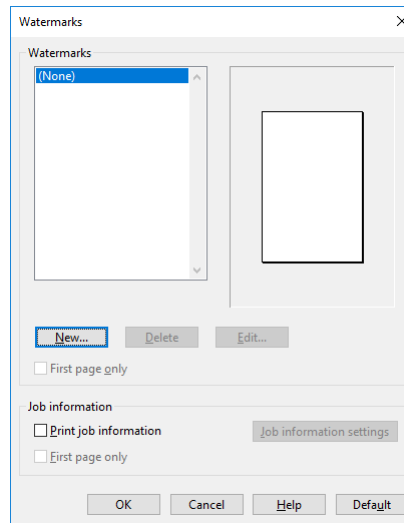 Watermarks
Watermarks
(None)
New... Delete Edit...
First page only
Job information
Print job information Job information settings
First page only
OK Cancel Help Default